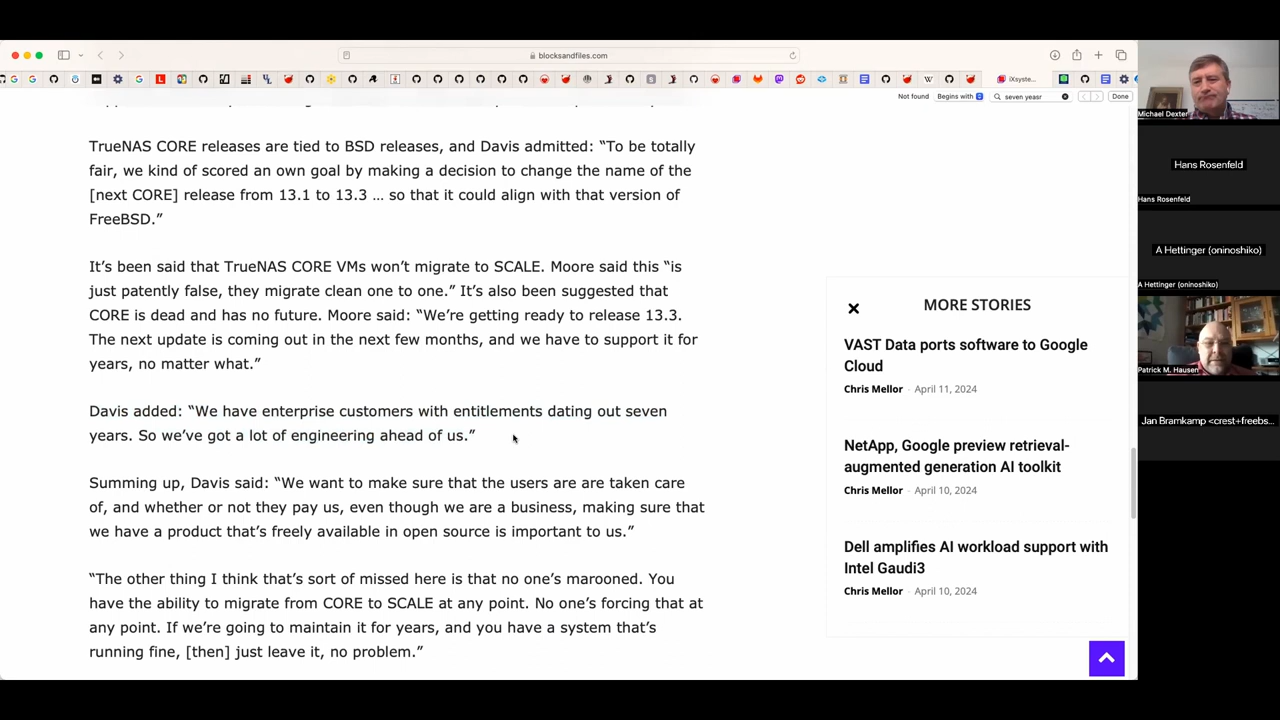 blocksandfiles.com
iXsyste...
Not found
Begins with
seven yeasr
Done
TrueNAS CORE releases are tied to BSD releases, and Davis admitted: “To be totally
fair, we kind of scored an own goal by making a decision to change the name of the
[next CORE] release from 13.1 to 13.3 … so that it could align with that version of
FreeBSD.”
It’s been said that TrueNAS CORE VMs won’t migrate to SCALE. Moore said this “is
just patently false, they migrate clean one to one.” It’s also been suggested that
CORE is dead and has no future. Moore said: “We’re getting ready to release 13.3.
The next update is coming out in the next few months, and we have to support it for
years, no matter what.”
Davis added: “We have enterprise customers with entitlements dating out seven
years. So we’ve got a lot of engineering ahead of us.”
Summing up, Davis said: “We want to make sure that the users are are taken care
of, and whether or not they pay us, even though we are a business, making sure that
we have a product that’s freely available in open source is important to us.”
“The other thing I think that’s sort of missed here is that no one’s marooned. You
have the ability to migrate from CORE to SCALE at any point. No one’s forcing that at
any point. If we’re going to maintain it for years, and you have a system that’s
running fine, [then] just leave it, no problem.”
MORE STORIES
VAST Data ports software to Google
Cloud
Chris Mellor - April 11, 2024
NetApp, Google preview retrieval-
augmented generation AI toolkit
Chris Mellor - April 10, 2024
Dell amplifies AI workload support with
Intel Gaudi3
Chris Mellor - April 10, 2024
Michael Dexter
Hans Rosenfeld
Hans Rosenfeld
A Hettinger (oninoshiko)
A Hettinger (oninoshiko)
Patrick M. Hausen
Jan Bramkamp <crest+freebs...